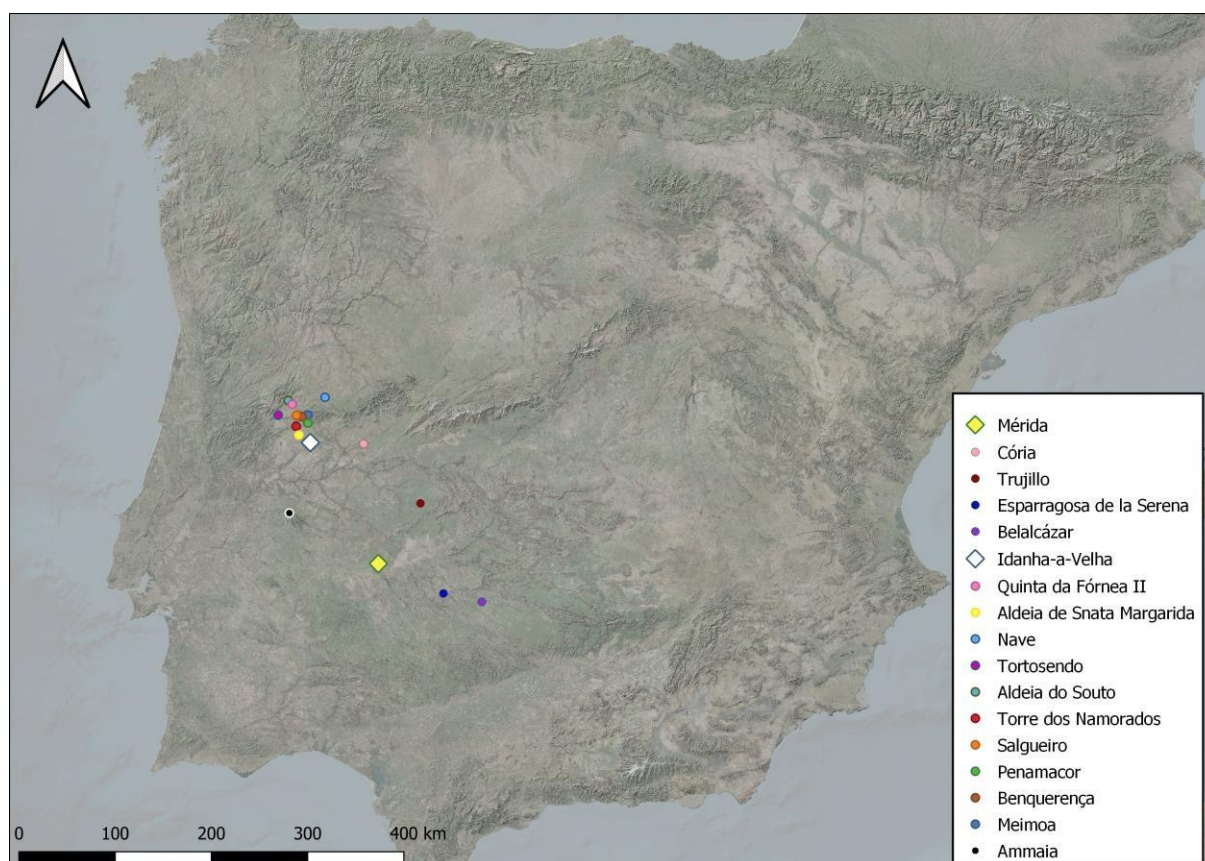 Mérida
Cória
Trujillo
Esparragosa de la Serena
Belalcázar
Idanha-a-Velha
Quinta da Fórnea II
Aldeia de Snata Margarida
Nave
Tortosendo
Aldeia do Souto
Torre dos Namorados
Salgueiro
Penamacor
Benquerença
Meimoa
Ammaia
0 100 200 300 400 km